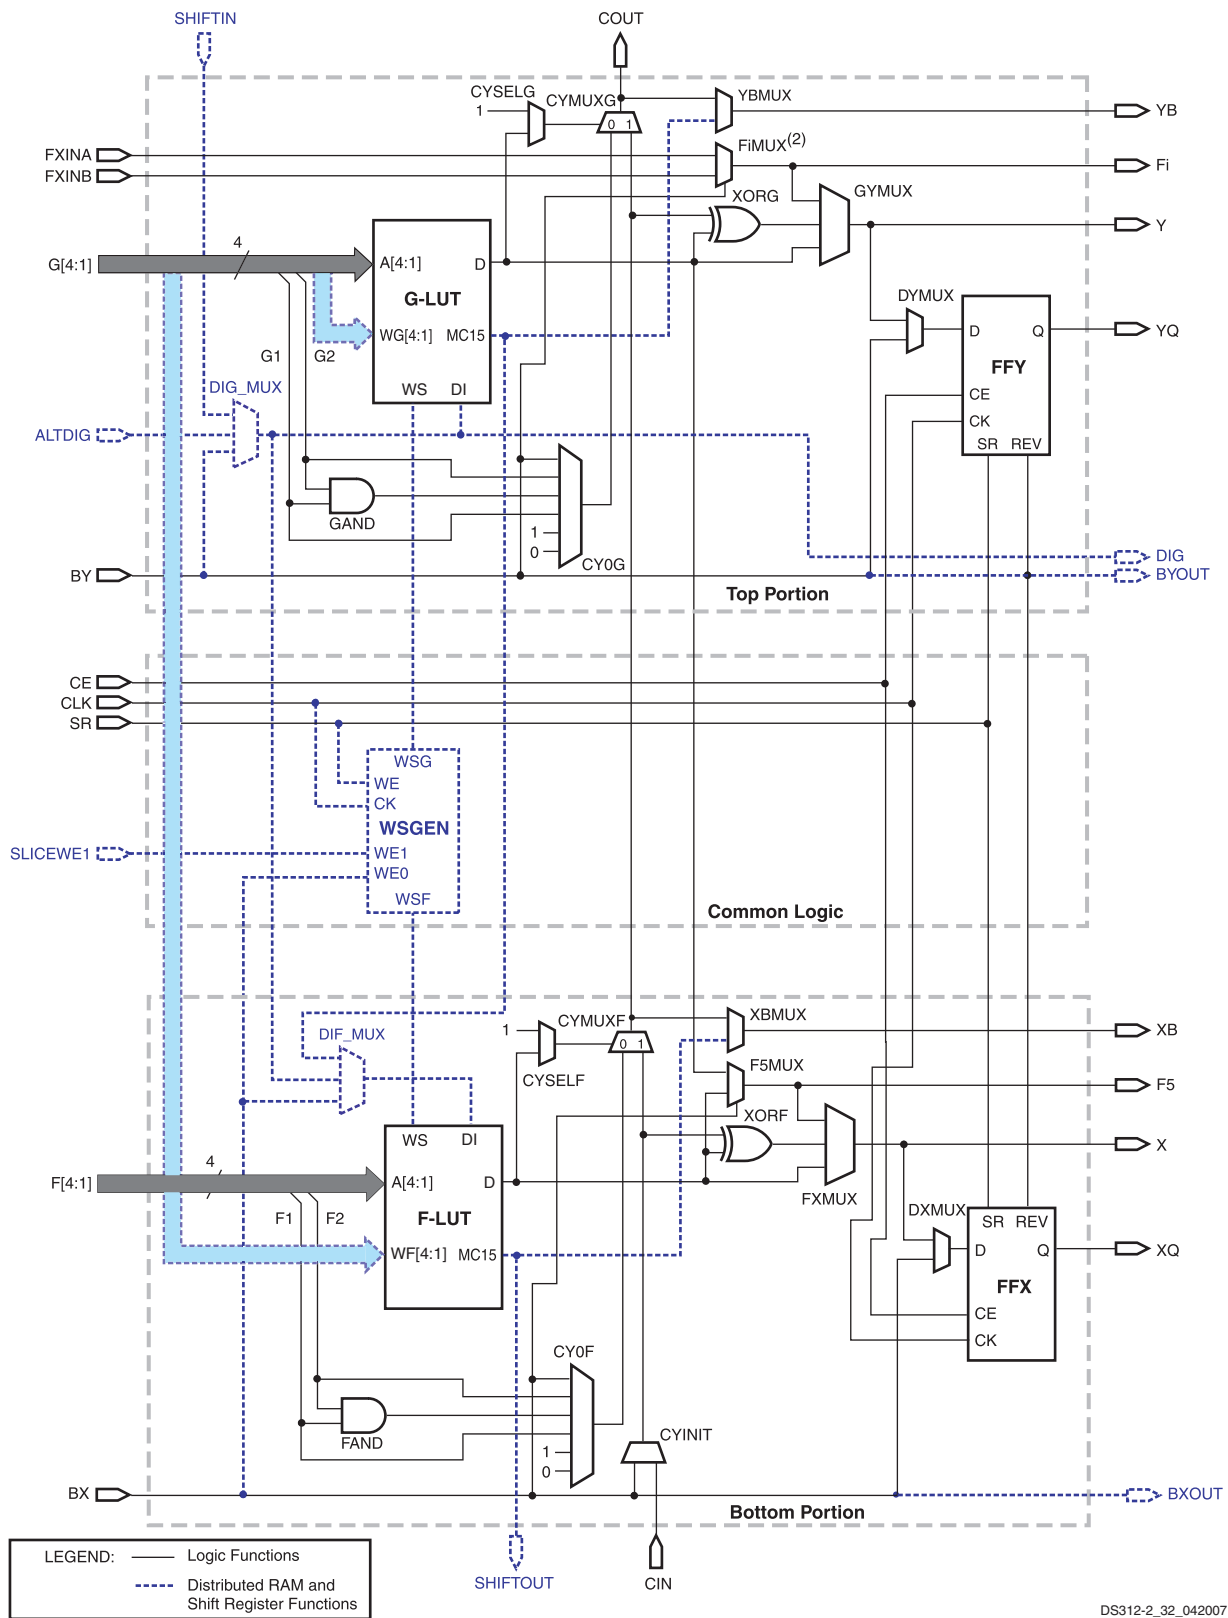 SHIFTIN
COUT
CYSELG
1
CYMUXG
0 1
YBMUX
YB
FXINA
FXINB
FiMUX(2)
Fi
XORG
GYMUX
Y
G[4:1]
4
A[4:1]
D
G-LUT
WG[4:1]
MC15
WS
DI
G1
G2
DYMUX
D
Q
YQ
FFY
CE
CK
SR
REV
DIG_MUX
ALTDIG
GAND
1
0
CY0G
DIG
BY
BYOUT
Top Portion
CE
CLK
SR
WSG
WE
CK
WSGEN
SLICEWE1
WE1
WE0
WSF
Common Logic
DIF_MUX
1
CYMUXF
0 1
CYSELF
XBMUX
XB
F5MUX
F5
XORF
X
FXMUX
WS
DI
F[4:1]
4
A[4:1]
D
F-LUT
WF[4:1]
MC15
F1
F2
DXMUX
SR
REV
D
Q
XQ
FFX
CE
CK
CY0F
FAND
1
0
CYINIT
BX
BXOUT
Bottom Portion
LEGEND:
Logic Functions
Distributed RAM and
Shift Register Functions
SHIFTOUT
CIN
DS312-2_32_042007